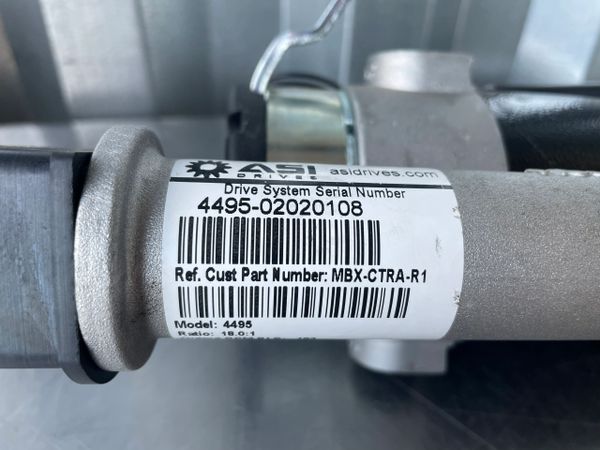 ASI asidrives.com
DRIVES
Drive System Serial Number
4495-02020108
Ref. Cust Part Number: MBX-CTRA-R1
Model: 4495
Ratio: 18.0:1